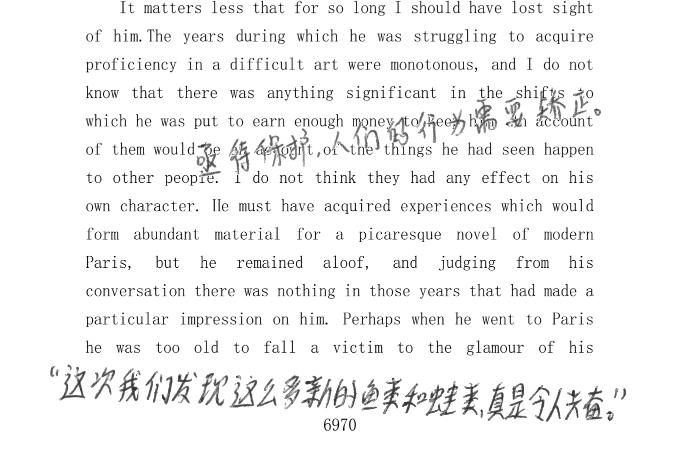 It matters less that for so long I should have lost sight
of him.The years during which he was struggling to acquire
proficiency in a difficult art were monotonous, and I do not
know that there was anything significant in the shifts to
which he was put to earn enough money to keep him. An account
of them would be an account of the things he had seen happen
亟待保护,人们的行为需要矫正。
to other people. I do not think they had any effect on his
own character. He must have acquired experiences which would
form abundant material for a picaresque novel of modern
Paris, but he remained aloof, and judging from his
conversation there was nothing in those years that had made a
particular impression on him. Perhaps when he went to Paris
he was too old to fall a victim to the glamour of his
“这次我们发现这么多新的鱼类和蛙类,真是令人兴奋。”
6970